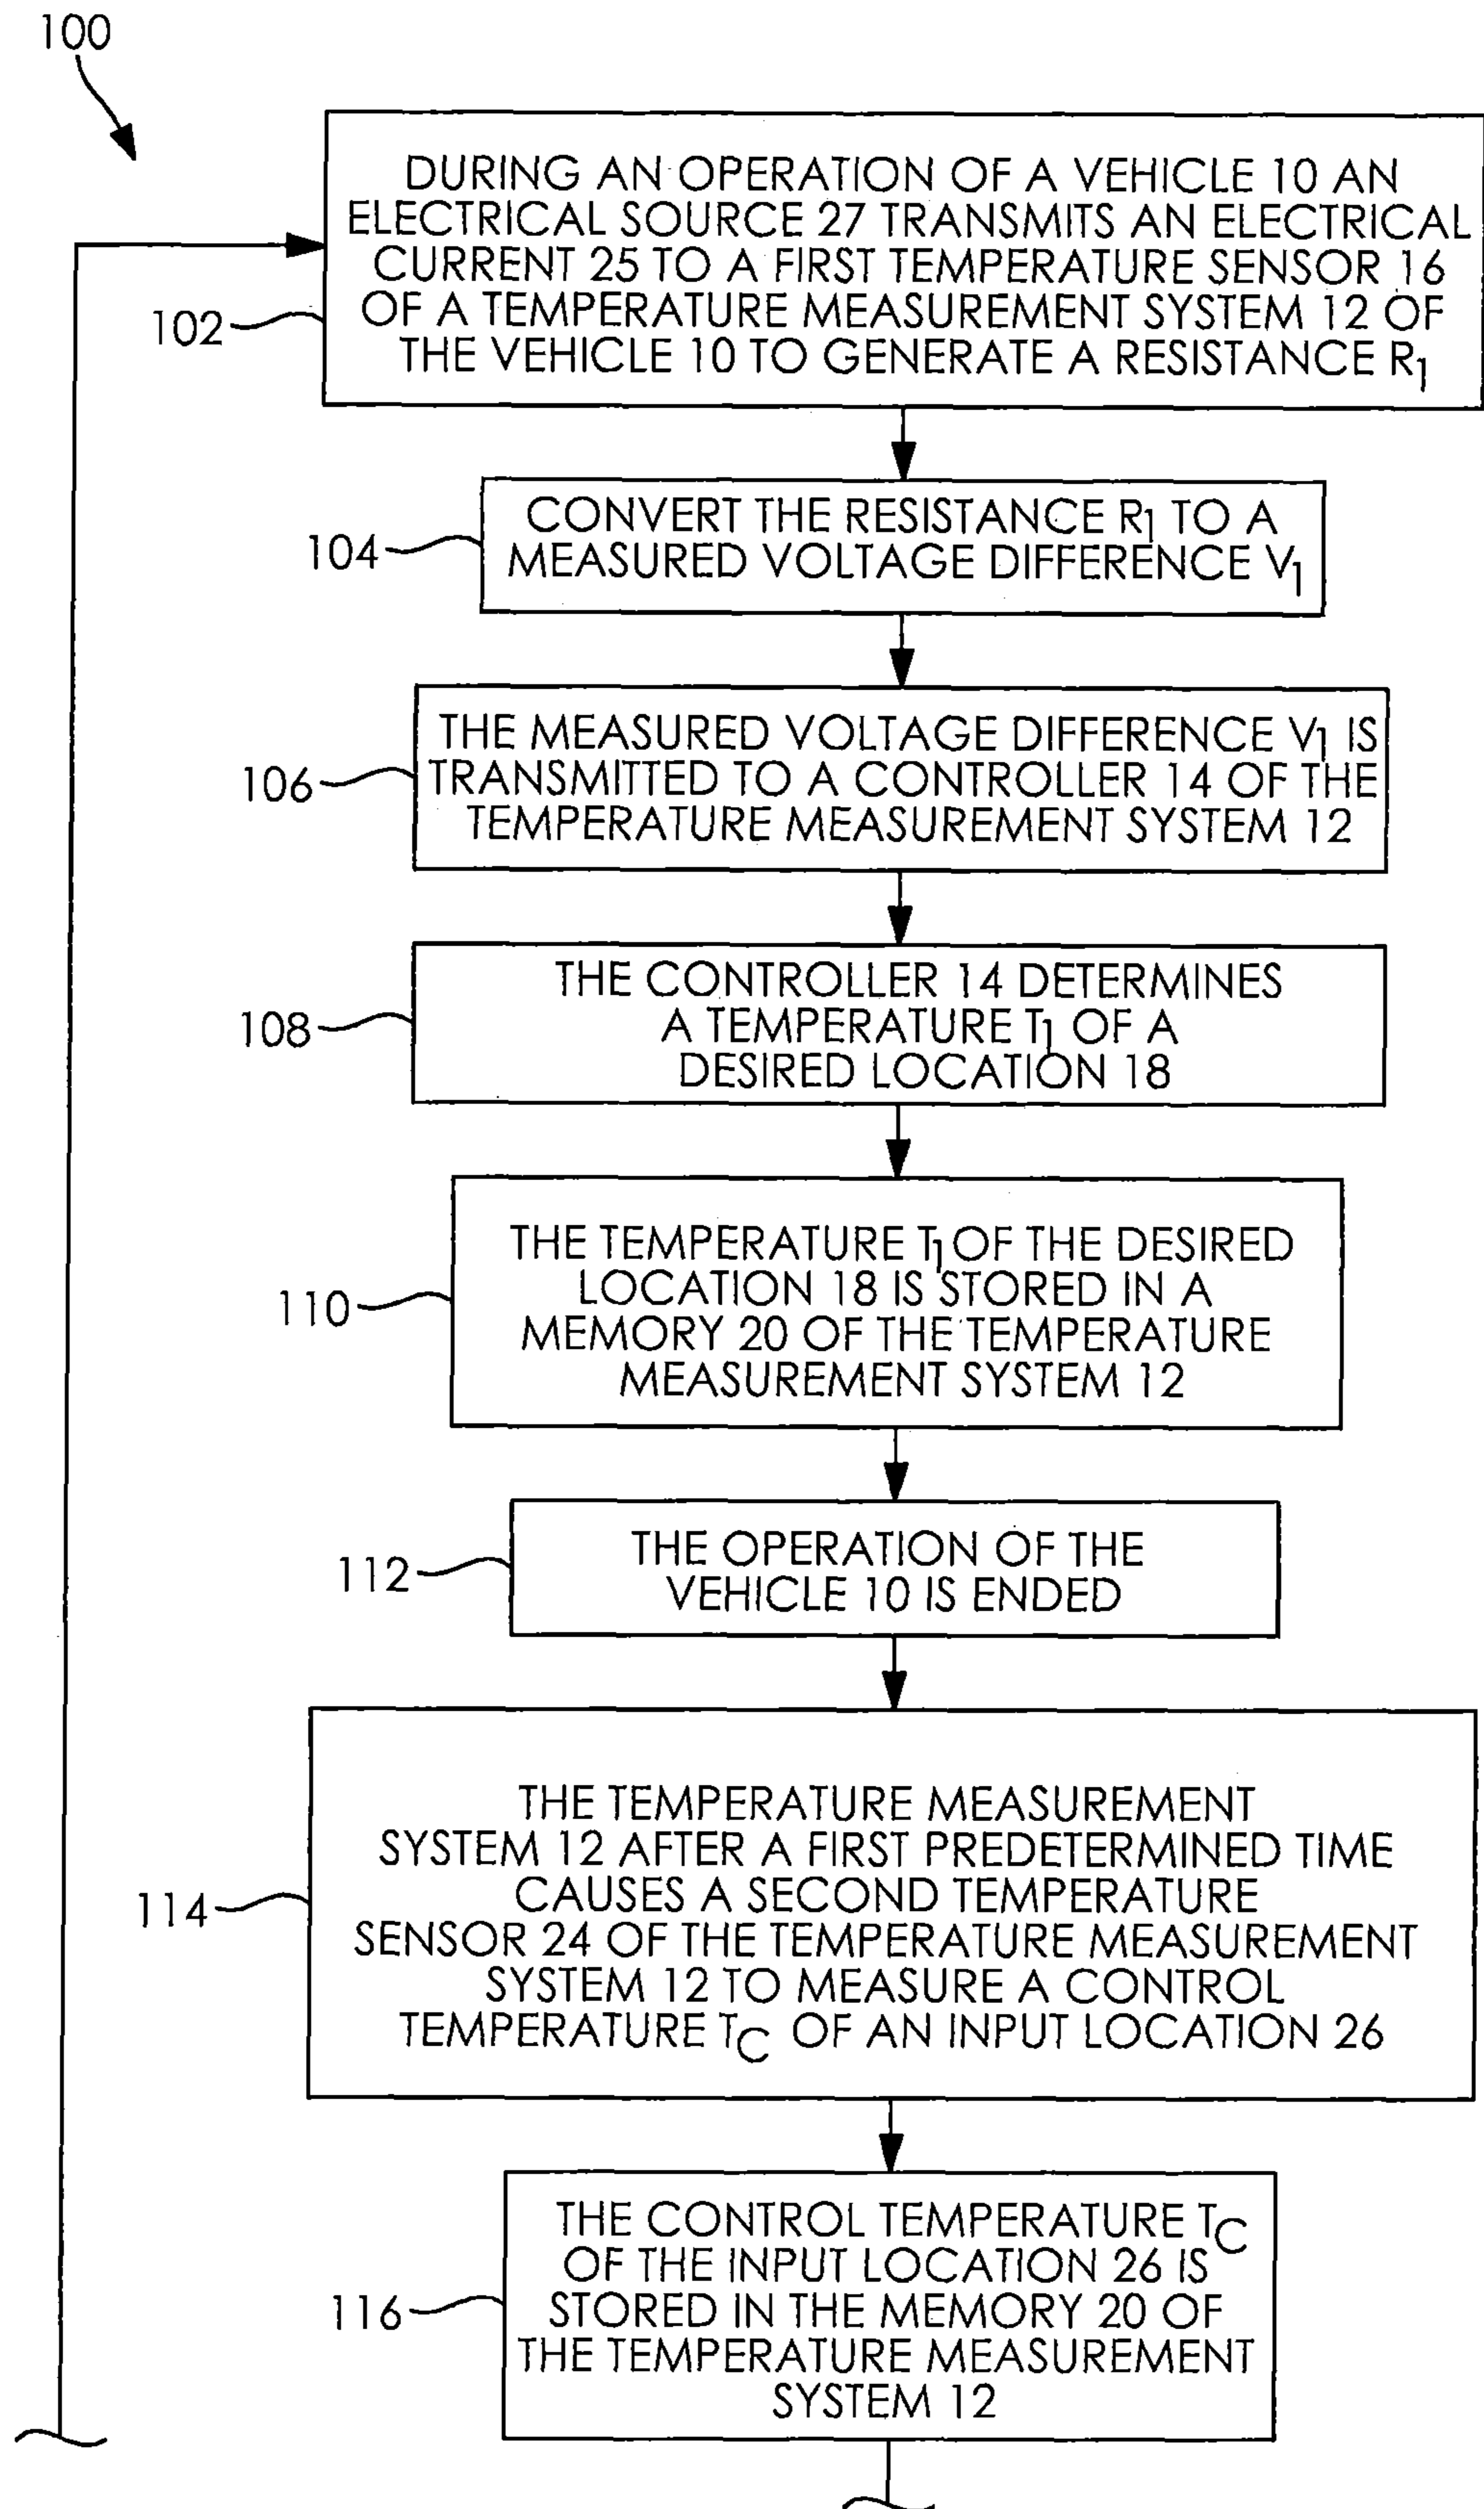 100
DURING AN OPERATION OF A VEHICLE 10 AN
ELECTRICAL SOURCE 27 TRANSMITS AN ELECTRICAL
CURRENT 25 TO A FIRST TEMPERATURE SENSOR 16
OF A TEMPERATURE MEASUREMENT SYSTEM 12 OF
THE VEHICLE 10 TO GENERATE A RESISTANCE R1
102
CONVERT THE RESISTANCE R1 TO A
MEASURED VOLTAGE DIFFERENCE V1
104
THE MEASURED VOLTAGE DIFFERENCE V1 IS
TRANSMITTED TO A CONTROLLER 14 OF THE
TEMPERATURE MEASUREMENT SYSTEM 12
106
THE CONTROLLER 14 DETERMINES
A TEMPERATURE T1 OF A
DESIRED LOCATION 18
108
THE TEMPERATURE T1 OF THE DESIRED
LOCATION 18 IS STORED IN A
MEMORY 20 OF THE TEMPERATURE
MEASUREMENT SYSTEM 12
110
THE OPERATION OF THE
VEHICLE 10 IS ENDED
112
THE TEMPERATURE MEASUREMENT
SYSTEM 12 AFTER A FIRST PREDETERMINED TIME
CAUSES A SECOND TEMPERATURE
SENSOR 24 OF THE TEMPERATURE MEASUREMENT
SYSTEM 12 TO MEASURE A CONTROL
TEMPERATURE TC OF AN INPUT LOCATION 26
114
THE CONTROL TEMPERATURE TC
OF THE INPUT LOCATION 26 IS
STORED IN THE MEMORY 20 OF
THE TEMPERATURE MEASUREMENT
SYSTEM 12
116